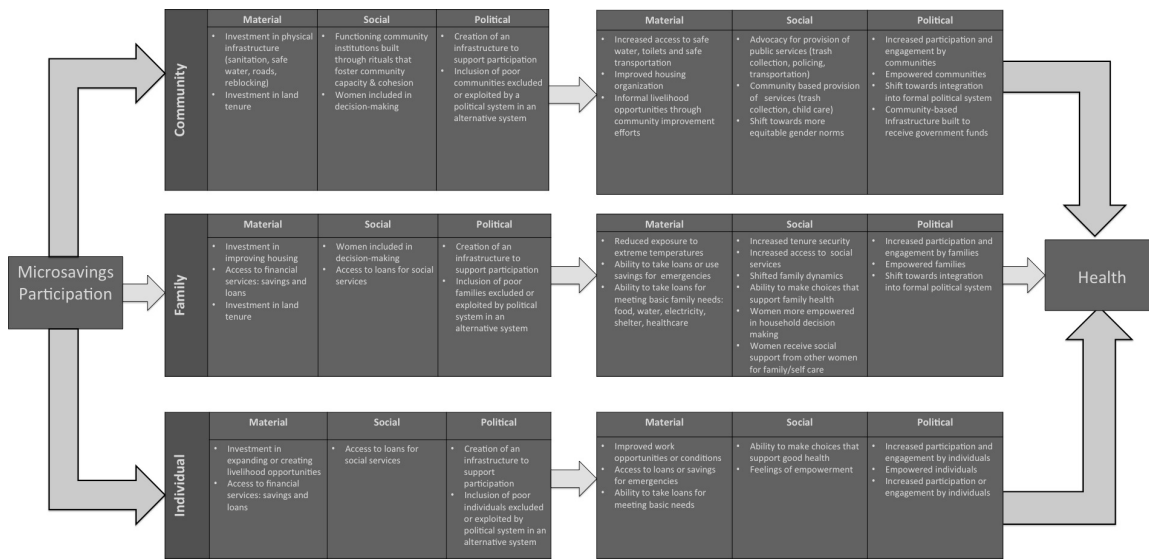 Microsavings
Participation
Community
Material
• Investment in physical
infrastructure
(sanitation, safe
water, roads,
reblocking)
• Investment in land
tenure
Social
• Functioning community
institutions built
through rituals that
foster community
capacity & cohesion
• Women included in
decision-making
Political
• Creation of an
infrastructure to
support participation
• Inclusion of poor
communities excluded
or exploited by a
political system in an
alternative system
Material
• Increased access to safe
water, toilets and safe
transportation
• Improved housing
organization
• Informal livelihood
opportunities through
community improvement
efforts
Social
• Advocacy for provision of
public services (trash
collection, policing,
transportation)
• Community based provision
of services (trash
collection, child care)
• Shift towards more
equitable gender norms
Political
• Increased participation and
engagement by
communities
• Empowered communities
• Shift towards integration
into formal political system
• Community-based
Infrastructure built to
receive government funds
Family
Material
• Investment in
improving housing
• Access to financial
services: savings and
loans
• Investment in land
tenure
Social
• Women included in
decision-making
• Access to loans for social
services
Political
• Creation of an
infrastructure to
support participation
• Inclusion of poor
families excluded or
exploited by political
system in an
alternative system
Material
• Reduced exposure to
extreme temperatures
• Ability to take loans or use
savings for emergencies
• Ability to take loans for
meeting basic family needs:
food, water, electricity,
shelter, healthcare
Social
• Increased tenure security
• Increased access to social
services
• Shifted family dynamics
• Ability to make choices that
support family health
• Women more empowered
in household decision
making
• Women receive social
support from other women
for family/self care
Political
• Increased participation and
engagement by families
• Empowered families
• Shift towards integration
into formal political system
Individual
Material
• Investment in
expanding or creating
livelihood opportunities
• Access to financial
services: savings and
loans
Social
• Access to loans for
social services
Political
• Creation of an
infrastructure to
support
participation
• Inclusion of poor
individuals excluded
or exploited by
political system in an
alternative system
Material
• Improved work
opportunities or conditions
• Access to loans or savings
for emergencies
• Ability to take loans for
meeting basic needs
Social
• Ability to make choices that
support good health
• Feelings of empowerment
Political
• Increased participation and
engagement by individuals
• Empowered individuals
• Increased participation or
engagement by individuals
Health